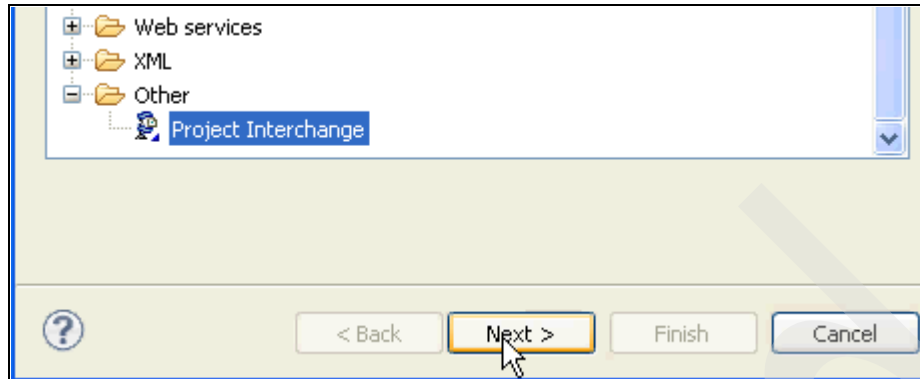 Web services
XML
Other
Project Interchange
?
< Back Next > Finish Cancel